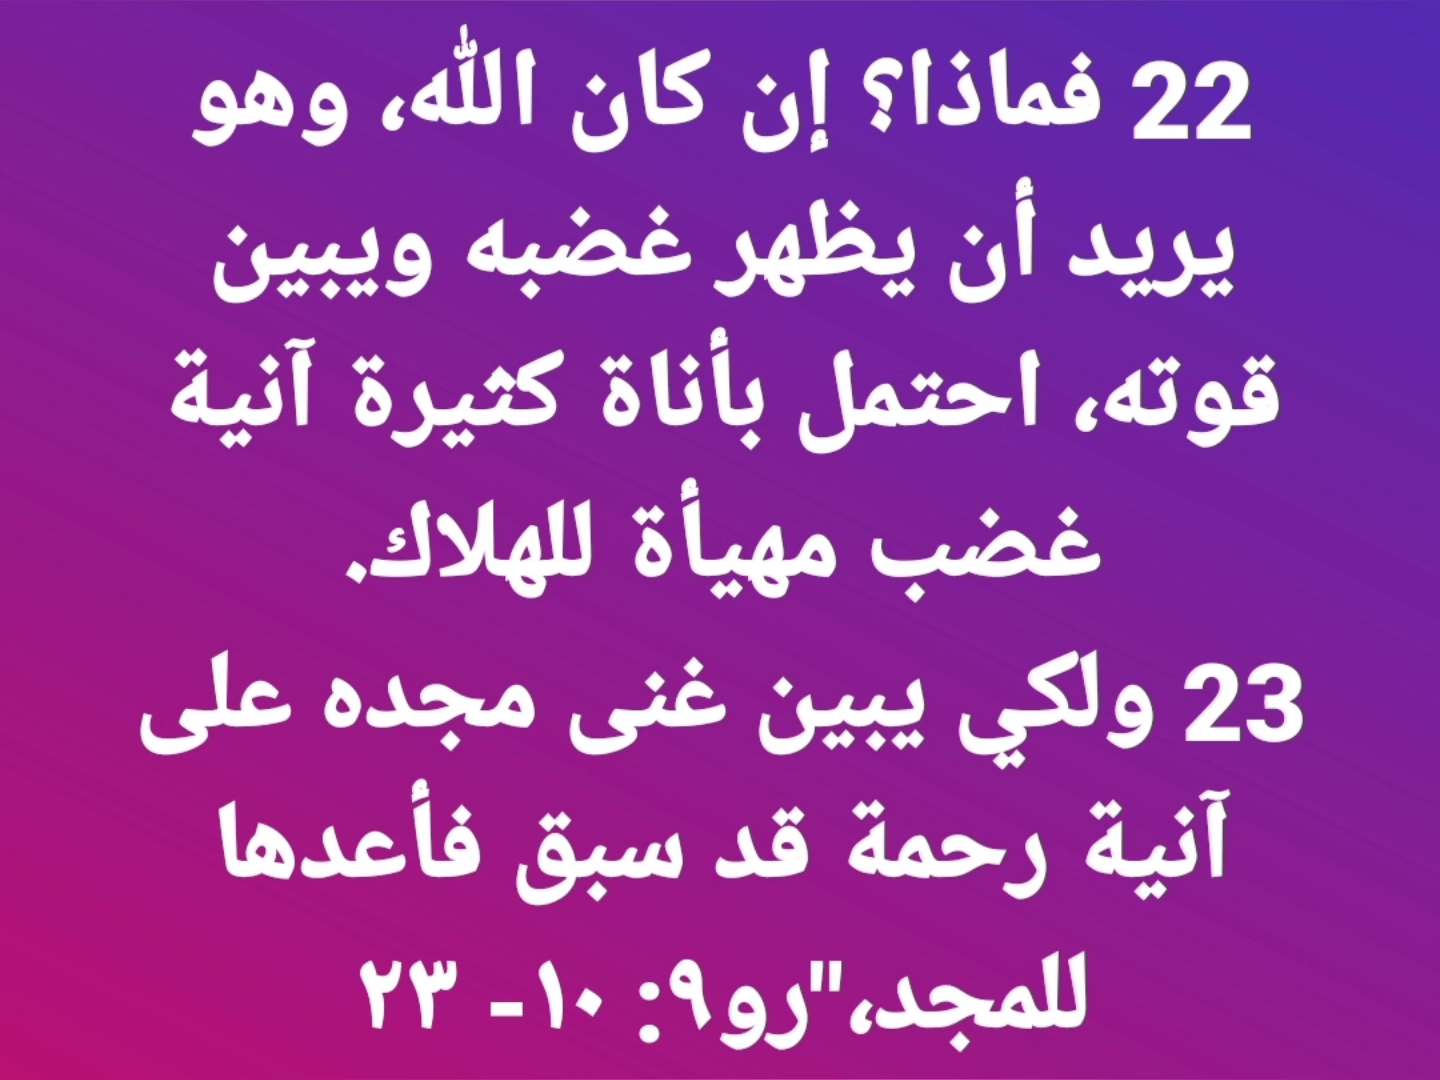 22 فماذا؟ إن كان الله، وهو
يريد أن يظهر غضبه ويبين
قوته، احتمل بأناة كثيرة آنية
غضب مهيأة للهلاك.
23 ولكي يبين غنى مجده على
آنية رحمة قد سبق فأعدها
للمجد،"رو٩: ١٠- ٢٣